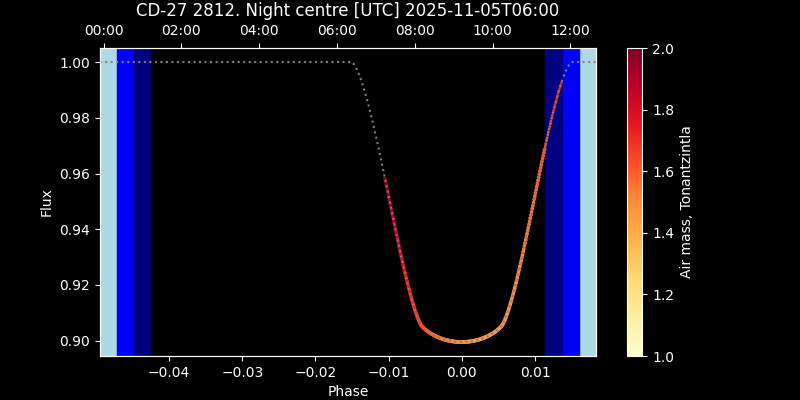 CD-27 2812. Night centre [UTC] 2025-11-05T06:00
00:00 02:00 04:00 06:00 08:00 10:00 12:00
1.00
0.98
0.96
0.94
0.92
0.90
Flux
−0.04 −0.03 −0.02 −0.01 0.00 0.01
Phase
2.0
1.8
1.6
1.4
1.2
1.0
Air mass, Tonantzintla